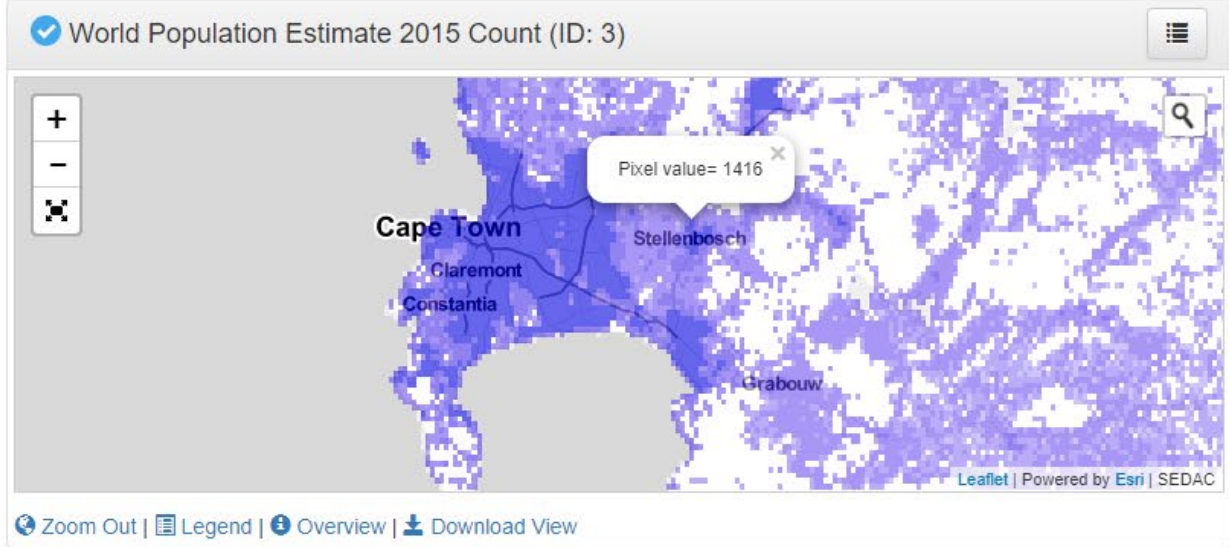 World Population Estimate 2015 Count (ID: 3)
+
−
Pixel value= 1416 ×
Cape Town
Stellenbosch
Claremont
Constantia
Grabouw
Leaflet | Powered by Esri | SEDAC
Zoom Out | Legend | Overview | Download View